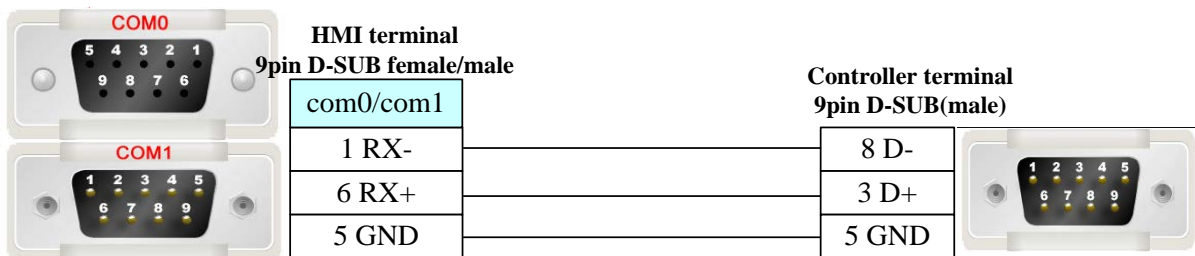 COM0
5 4 3 2 1
9 8 7 6
COM1
1 2 3 4 5
6 7 8 9
HMI terminal
9pin D-SUB female/male
com0/com1
1 RX-
6 RX+
5 GND
Controller terminal
9pin D-SUB(male)
8 D-
3 D+
5 GND
1 2 3 4 5
6 7 8 9